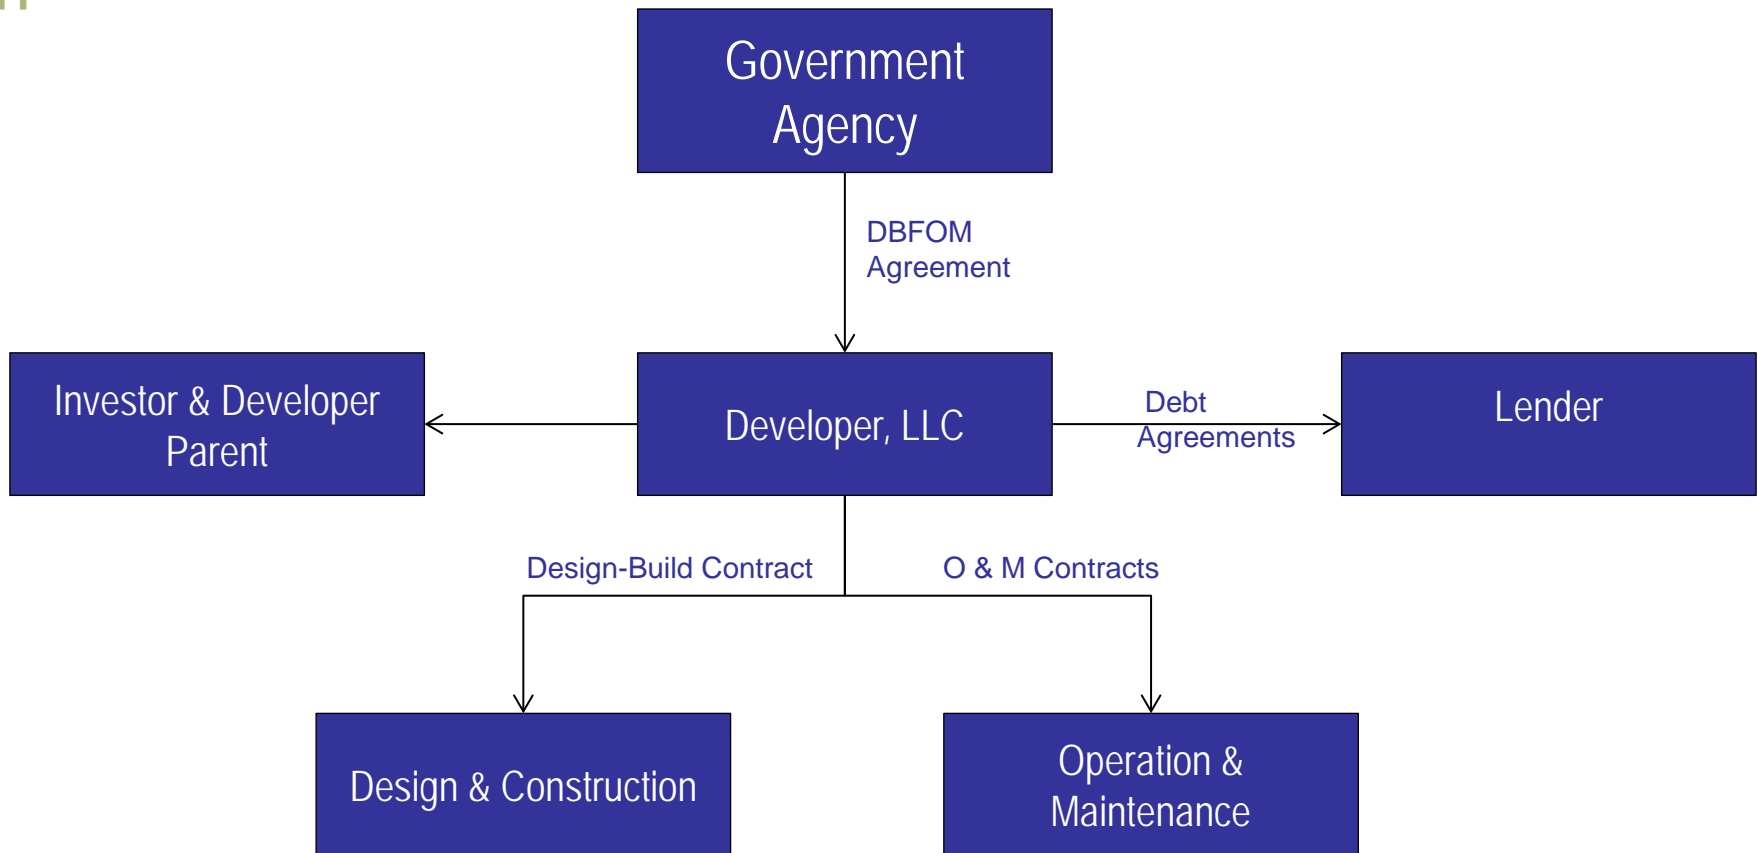 Government
Agency
DBFOM
Agreement
Investor & Developer
Parent
Developer, LLC
Debt
Agreements
Lender
Design-Build Contract
O & M Contracts
Design & Construction
Operation &
Maintenance